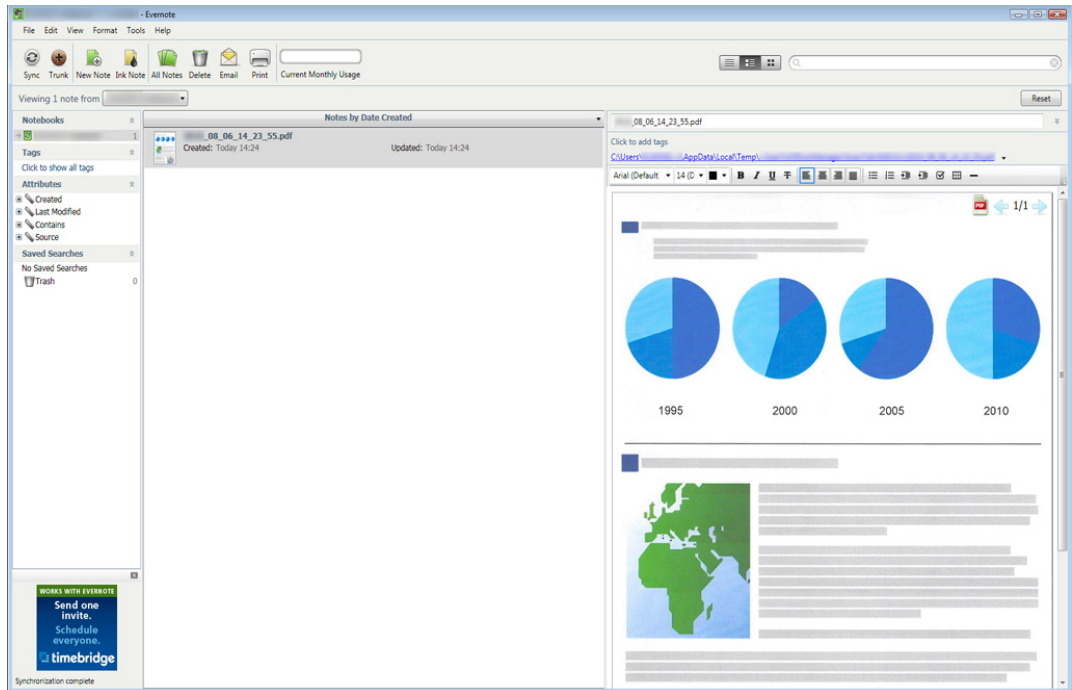 - Evernote
File Edit View Format Tools Help
Sync Trunk New Note Ink Note All Notes Delete Email Print Current Monthly Usage
Viewing 1 note from
Reset
Notebooks
1
Tags
Click to show all tags
Attributes
Created
Last Modified
Contains
Source
Saved Searches
No Saved Searches
Trash 0
WORKS WITH EVERNOTE
Send one
invite.
Schedule
everyone.
timebridge
Synchronization complete
Notes by Date Created
_08_06_14_23_55.pdf
Created: Today 14:24 Updated: Today 14:24
_08_06_14_23_55.pdf
Click to add tags
C:\Users\ \AppData\Local\Temp\
Arial (Default 14 (D B I U T
PDF 1/1
1995 2000 2005 2010